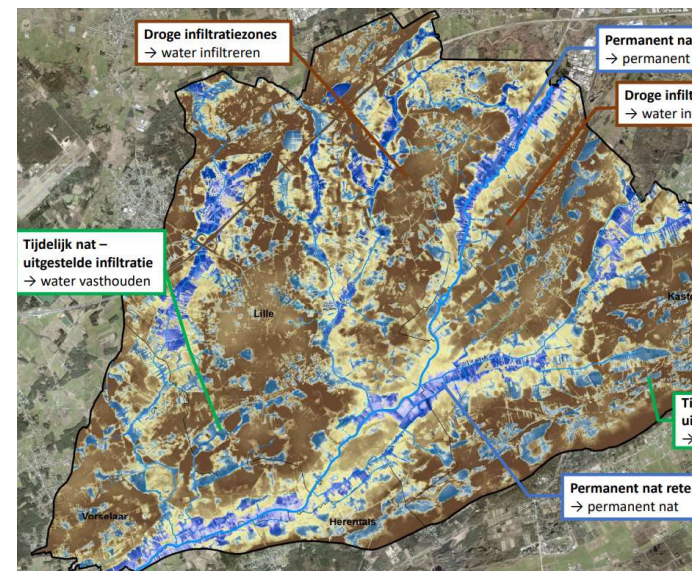 Droge infiltratiezones
→ water infiltreren
Permanent nat
→ permanent
Droge infilt
→ water in
Tijdelijk nat –
uitgestelde infiltratie
→ water vasthouden
Lille
Kaste
Ti
ui
→
Permanent nat rete
→ permanent nat
Vorselaar
Herentals